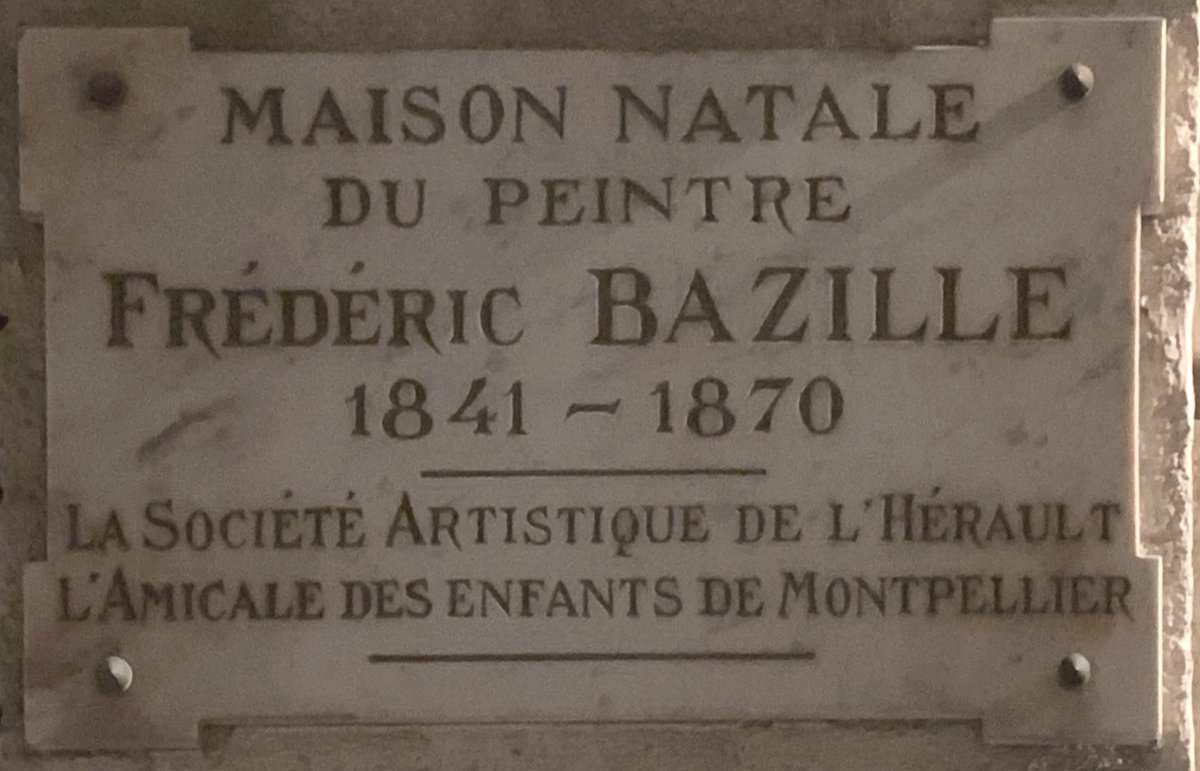 MAISON NATALE
DU PEINTRE
FRÉDÉRIC BAZILLE
1841 - 1870
LA SOCIÉTÉ ARTISTIQUE DE L'HÉRAULT
L'AMICALE DES ENFANTS DE MONTPELLIER